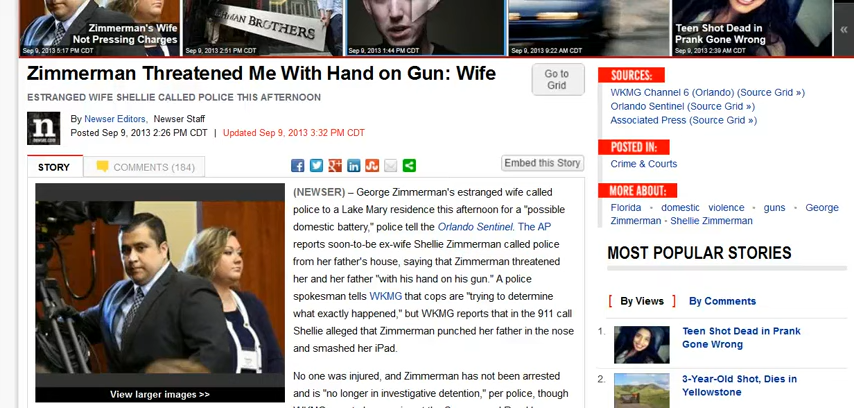 Zimmerman's Wife
Not Pressing Charges
Sep 9, 2013 5:17 PM CDT
BROTHERS
Sep 9, 2013 2:51 PM CDT
Sep 9, 2013 1:44 PM CDT
Sep 9, 2013 9:22 AM CDT
Teen Shot Dead in
Prank Gone Wrong
Sep 9, 2013 2:39 AM CDT
«
Zimmerman Threatened Me With Hand on Gun: Wife
Go to
Grid
ESTRANGED WIFE SHELLIE CALLED POLICE THIS AFTERNOON
n
newser.com
By Newser Editors, Newser Staff
Posted Sep 9, 2013 2:26 PM CDT | Updated Sep 9, 2013 3:32 PM CDT
STORY
COMMENTS (184)
Embed this Story
(NEWSER) – George Zimmerman's estranged wife called
police to a Lake Mary residence this afternoon for a "possible
domestic battery," police tell the Orlando Sentinel. The AP
reports soon-to-be ex-wife Shellie Zimmerman called police
from her father's house, saying that Zimmerman threatened
her and her father "with his hand on his gun." A police
spokesman tells WKMG that cops are "trying to determine
what exactly happened," but WKMG reports that in the 911 call
Shellie alleged that Zimmerman punched her father in the nose
and smashed her iPad.
No one was injured, and Zimmerman has not been arrested
and is "no longer in investigative detention," per police, though
View larger images >>
SOURCES:
WKMG Channel 6 (Orlando) (Source Grid »)
Orlando Sentinel (Source Grid »)
Associated Press (Source Grid »)
POSTED IN:
Crime & Courts
MORE ABOUT:
Florida • domestic violence • guns • George
Zimmerman • Shellie Zimmerman
MOST POPULAR STORIES
[ By Views ] By Comments
1. Teen Shot Dead in Prank
Gone Wrong
2. 3-Year-Old Shot, Dies in
Yellowstone